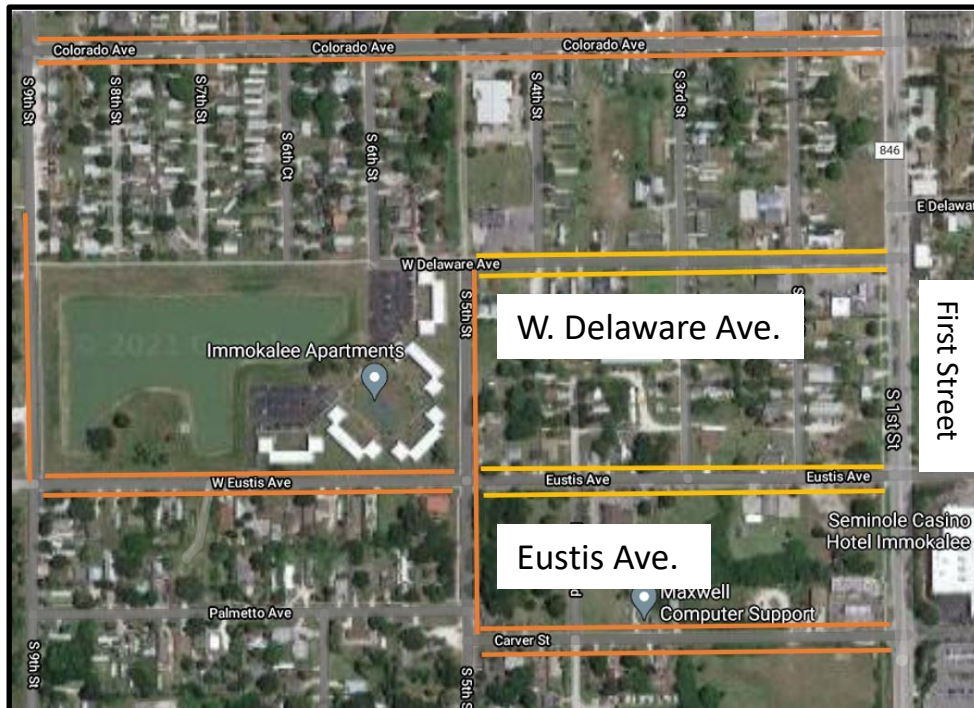 Colorado Ave
Colorado Ave
Colorado Ave
S 9th St
S 8th St
S 7th St
S 6th Ct
S 6th St
S 4th St
S 3rd St
846
E Delawa
W Delaware Ave
S 5th St
W. Delaware Ave.
First Street
Immokalee Apartments
S 1st St
W Eustis Ave
Eustis Ave
Eustis Ave
Seminole Casino
Hotel Immokalee
Eustis Ave.
Maxwell
Computer Support
Palmetto Ave
Carver St
S 9th St
S 5th St